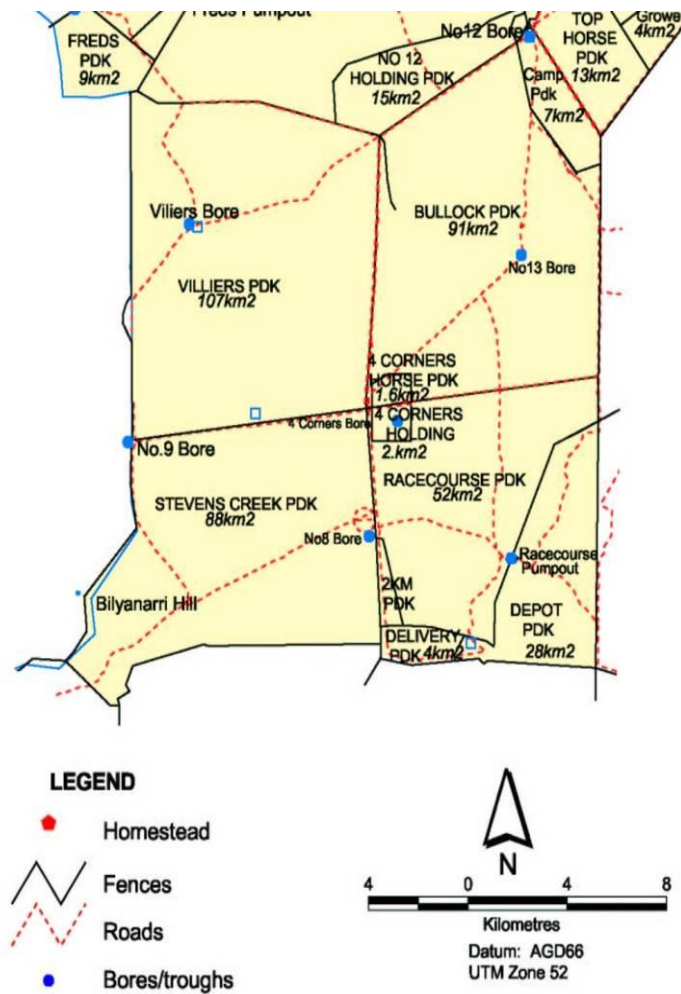 Freds Pumpout
FREDS
PDK
9km2
NO 12
HOLDING PDK
15km2
No12 Bore
TOP
HORSE
PDK
13km2
4km2
Camp
Pdk
7km2
Viliers Bore
BULLOCK PDK
91km2
No13 Bore
VILLIERS PDK
107km2
4 CORNERS
HORSE PDK
1.6km2
4 Corners Bore
4 CORNERS
HOLDING
2.km2
No.9 Bore
STEVENS CREEK PDK
88km2
RACECOURSE PDK
52km2
No8 Bore
Racecourse
Pumpout
Bilyanarri Hill
2KM
PDK
DELIVERY
PDK 4km2
DEPOT
PDK
28km2
LEGEND
Homestead
Fences
Roads
Bores/troughs
N
4 0 4 8
Kilometres
Datum: AGD66
UTM Zone 52